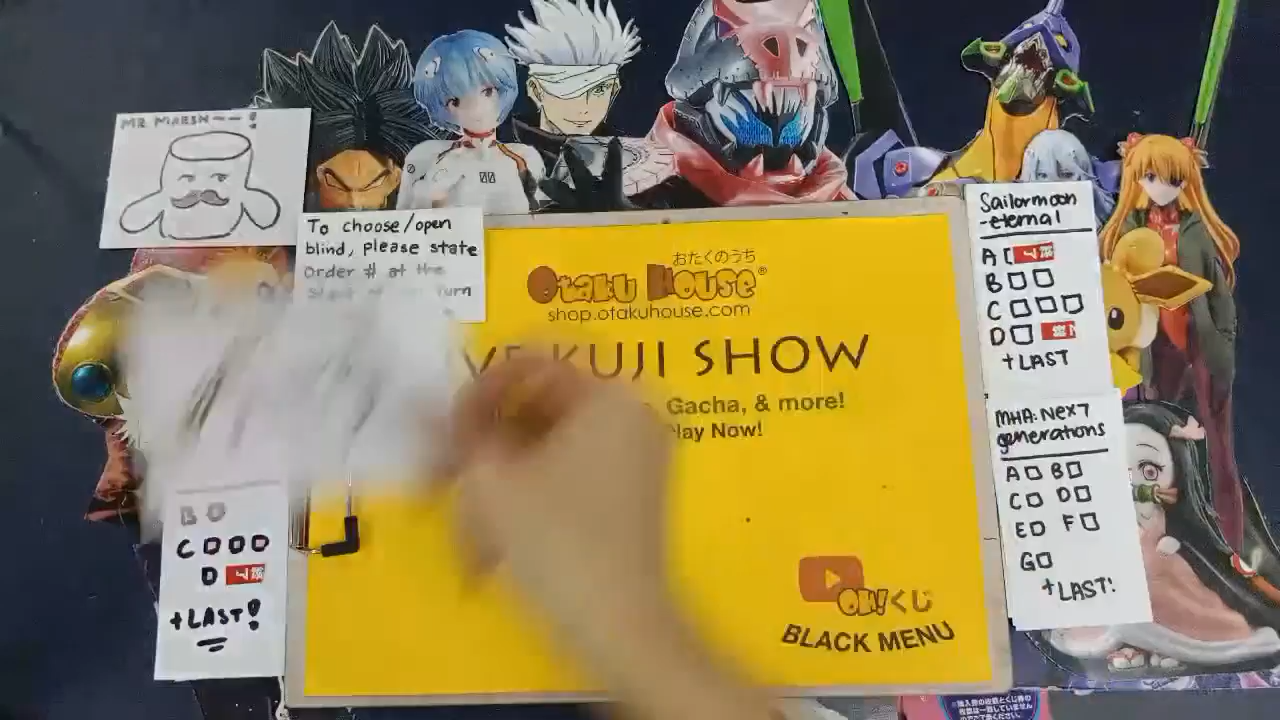 MR. MARSH~~!
To choose/open
blind, please state
Order # at the
00
おたくのうち
Otaku House®
shop.otakuhouse.com
KUJI SHOW
Gacha, & more!
Now!
Oh!くじ
BLACK MENU
Sailormoon
-eternal
A
B
C
D
+LAST
MHA: Next
generations
A B
C D
E F
G
+LAST!
B
C
D
+LAST!